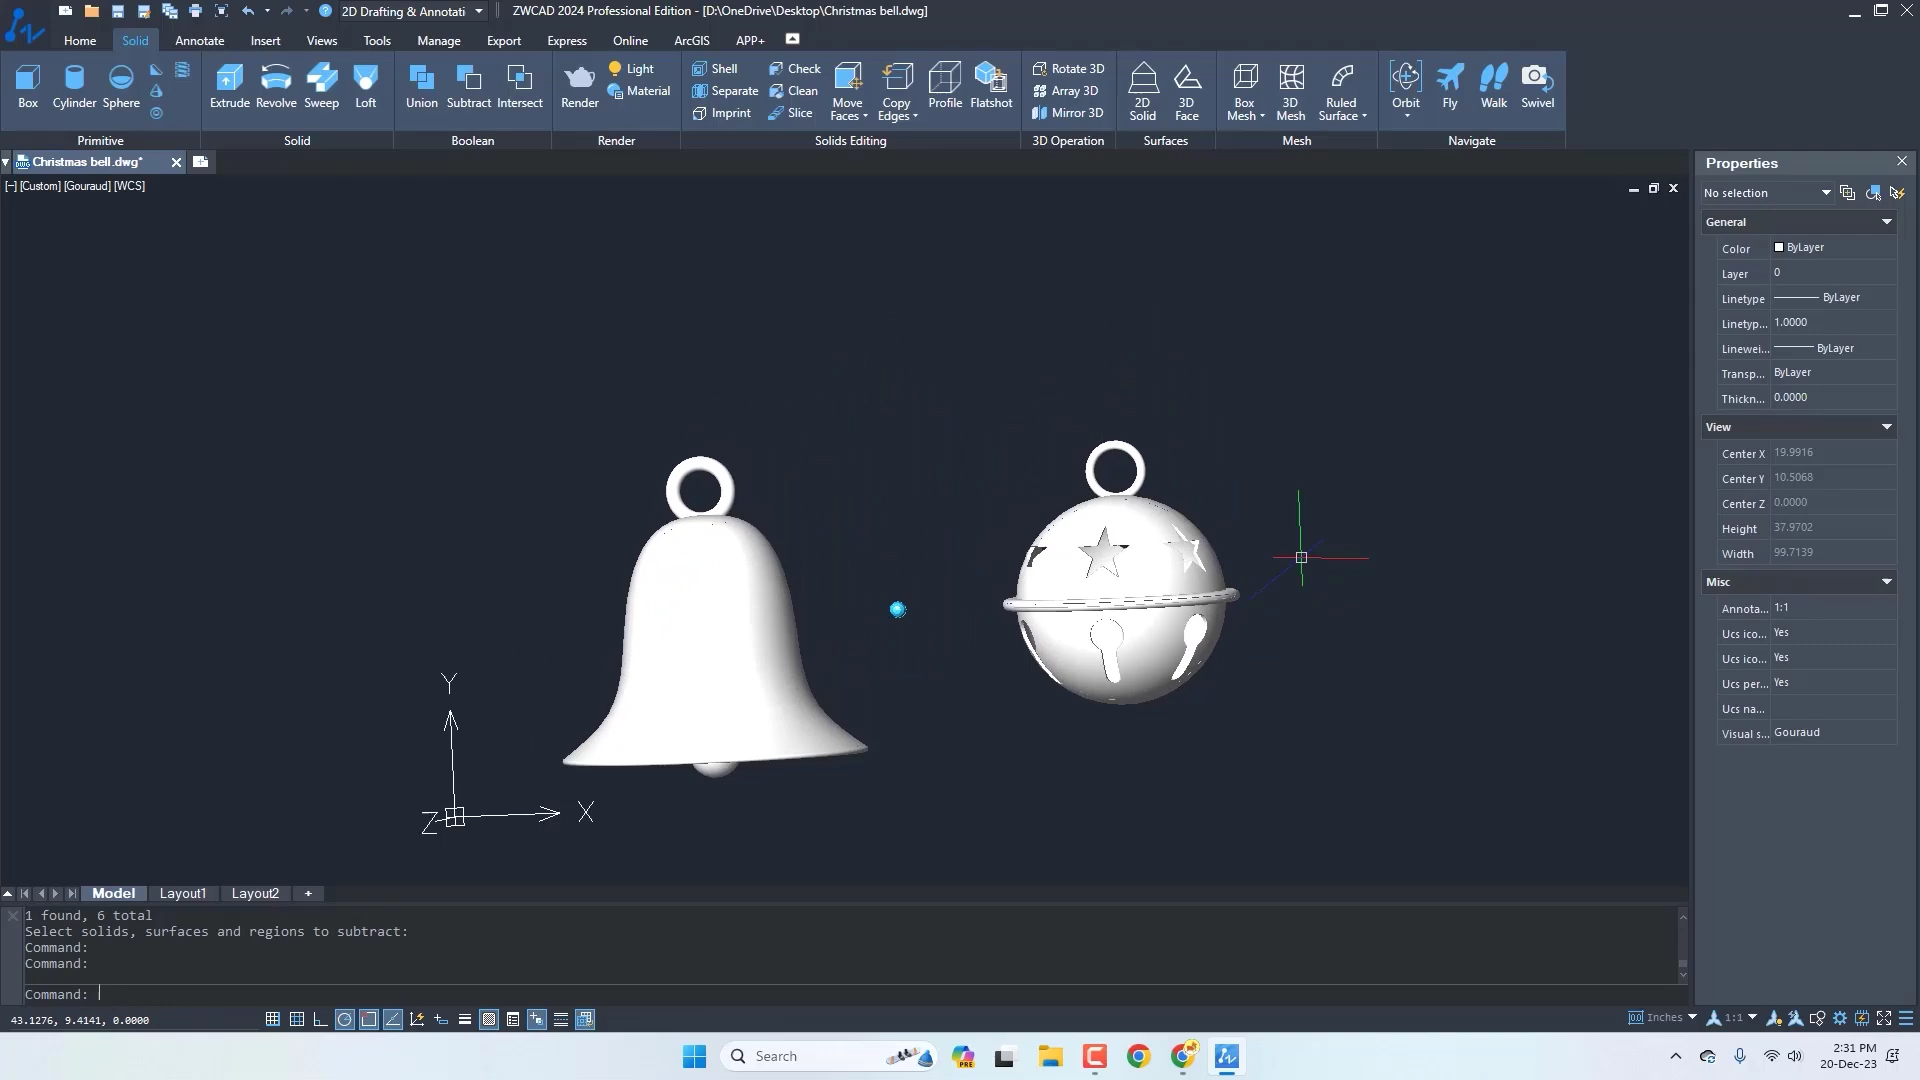 2D Drafting & Annotati
ZWCAD 2024 Professional Edition - [D:\OneDrive\Desktop\Christmas bell.dwg]
Home Solid Annotate Insert Views Tools Manage Export Express Online ArcGIS APP+
Box Cylinder Sphere
Primitive
Extrude Revolve Sweep Loft
Solid
Union Subtract Intersect
Boolean
Render Light Material
Render
Shell Check
Separate Clean
Imprint Slice
Move Faces Copy Edges Profile Flatshot
Solids Editing
Rotate 3D
Array 3D
Mirror 3D
3D Operation
2D Solid 3D Face
Surfaces
Box Mesh 3D Mesh Ruled Surface
Mesh
Orbit Fly Walk Swivel
Navigate
Christmas bell.dwg*
[−] [Custom] [Gouraud] [WCS]
Y
Z
X
Properties
No selection
General
Color ByLayer
Layer 0
Linetype ByLayer
Linetyp... 1.0000
Linewei... ByLayer
Transp... ByLayer
Thickn... 0.0000
View
Center X 19.9916
Center Y 10.5068
Center Z 0.0000
Height 37.9702
Width 99.7139
Misc
Annota... 1:1
Ucs ico... Yes
Ucs ico... Yes
Ucs per... Yes
Ucs na...
Visual s... Gouraud
Model Layout1 Layout2 +
1 found, 6 total
Select solids, surfaces and regions to subtract:
Command:
Command:
Command:
43.1276, 9.4141, 0.0000
Inches 1:1
Search
PRE
2:31 PM
20-Dec-23